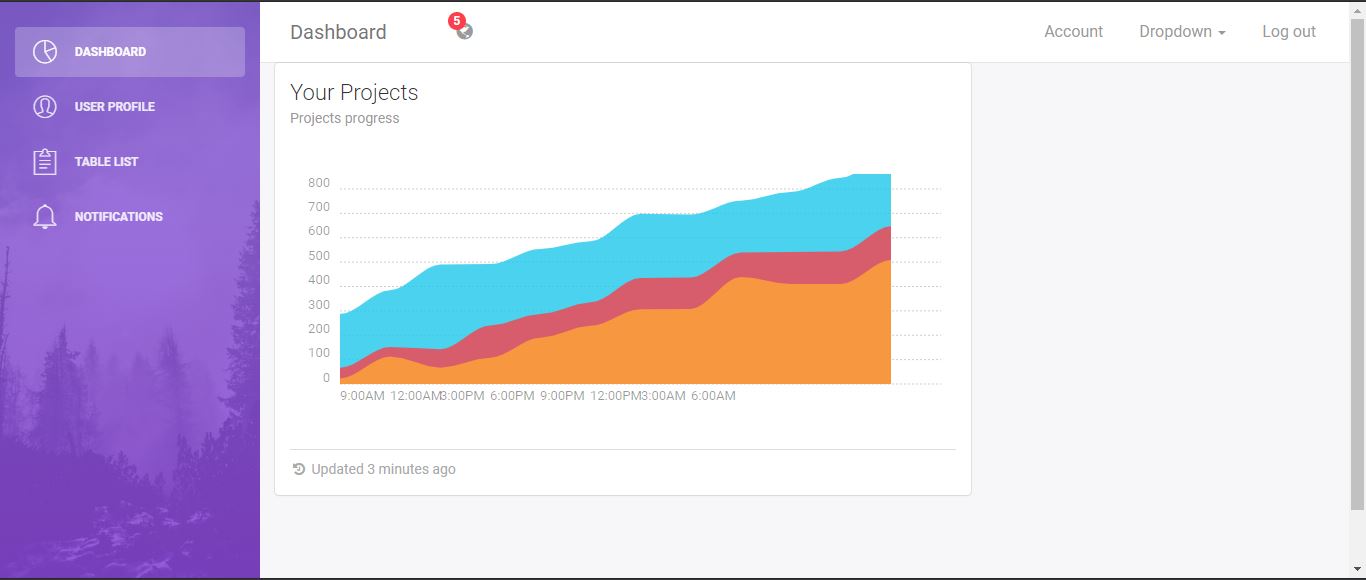 DASHBOARD
USER PROFILE
TABLE LIST
NOTIFICATIONS
Dashboard 5 Account Dropdown Log out
Your Projects
Projects progress
800
700
600
500
400
300
200
100
0
9:00AM 12:00AM 3:00PM 6:00PM 9:00PM 12:00PM 3:00AM 6:00AM
Updated 3 minutes ago